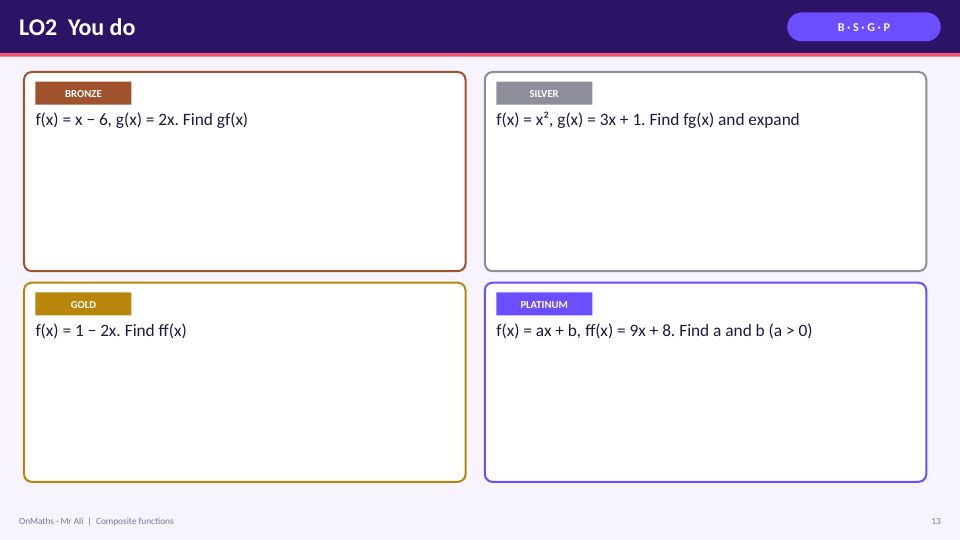 LO2 You do
B · S · G · P
BRONZE
f(x) = x − 6, g(x) = 2x. Find gf(x)
SILVER
f(x) = x², g(x) = 3x + 1. Find fg(x) and expand
GOLD
f(x) = 1 − 2x. Find ff(x)
PLATINUM
f(x) = ax + b, ff(x) = 9x + 8. Find a and b (a > 0)
OnMaths · Mr Ali | Composite functions
13